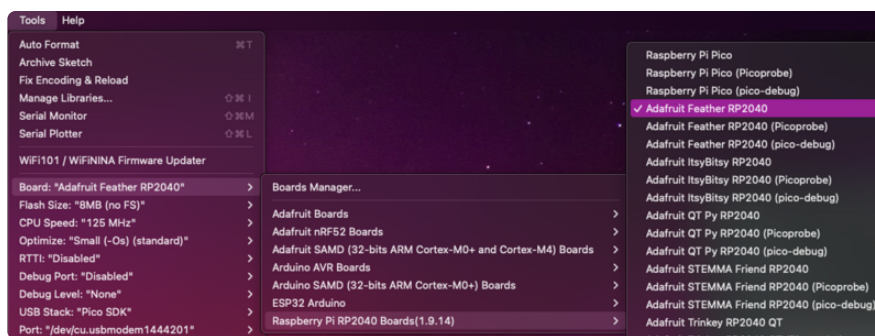 Tools Help
Auto Format ⌘T
Archive Sketch
Fix Encoding & Reload
Manage Libraries... ⇧⌘I
Serial Monitor ⇧⌘M
Serial Plotter ⇧⌘L
WiFi101 / WiFiNINA Firmware Updater
Board: "Adafruit Feather RP2040"
Flash Size: "8MB (no FS)"
CPU Speed: "125 MHz"
Optimize: "Small (-Os) (standard)"
RTTI: "Disabled"
Debug Port: "Disabled"
Debug Level: "None"
USB Stack: "Pico SDK"
Port: "/dev/cu.usbmodem1444201"
Boards Manager...
Adafruit Boards
Adafruit nRF52 Boards
Adafruit SAMD (32-bits ARM Cortex-M0+ and Cortex-M4) Boards
Arduino AVR Boards
Arduino SAMD (32-bits ARM Cortex-M0+) Boards
ESP32 Arduino
Raspberry Pi RP2040 Boards(1.9.14)
Raspberry Pi Pico
Raspberry Pi Pico (Picoprobe)
Raspberry Pi Pico (pico-debug)
✓ Adafruit Feather RP2040
Adafruit Feather RP2040 (Picoprobe)
Adafruit Feather RP2040 (pico-debug)
Adafruit ItsyBitsy RP2040
Adafruit ItsyBitsy RP2040 (Picoprobe)
Adafruit ItsyBitsy RP2040 (pico-debug)
Adafruit QT Py RP2040
Adafruit QT Py RP2040 (Picoprobe)
Adafruit QT Py RP2040 (pico-debug)
Adafruit STEMMA Friend RP2040
Adafruit STEMMA Friend RP2040 (Picoprobe)
Adafruit STEMMA Friend RP2040 (pico-debug)
Adafruit Trinkey RP2040 QT